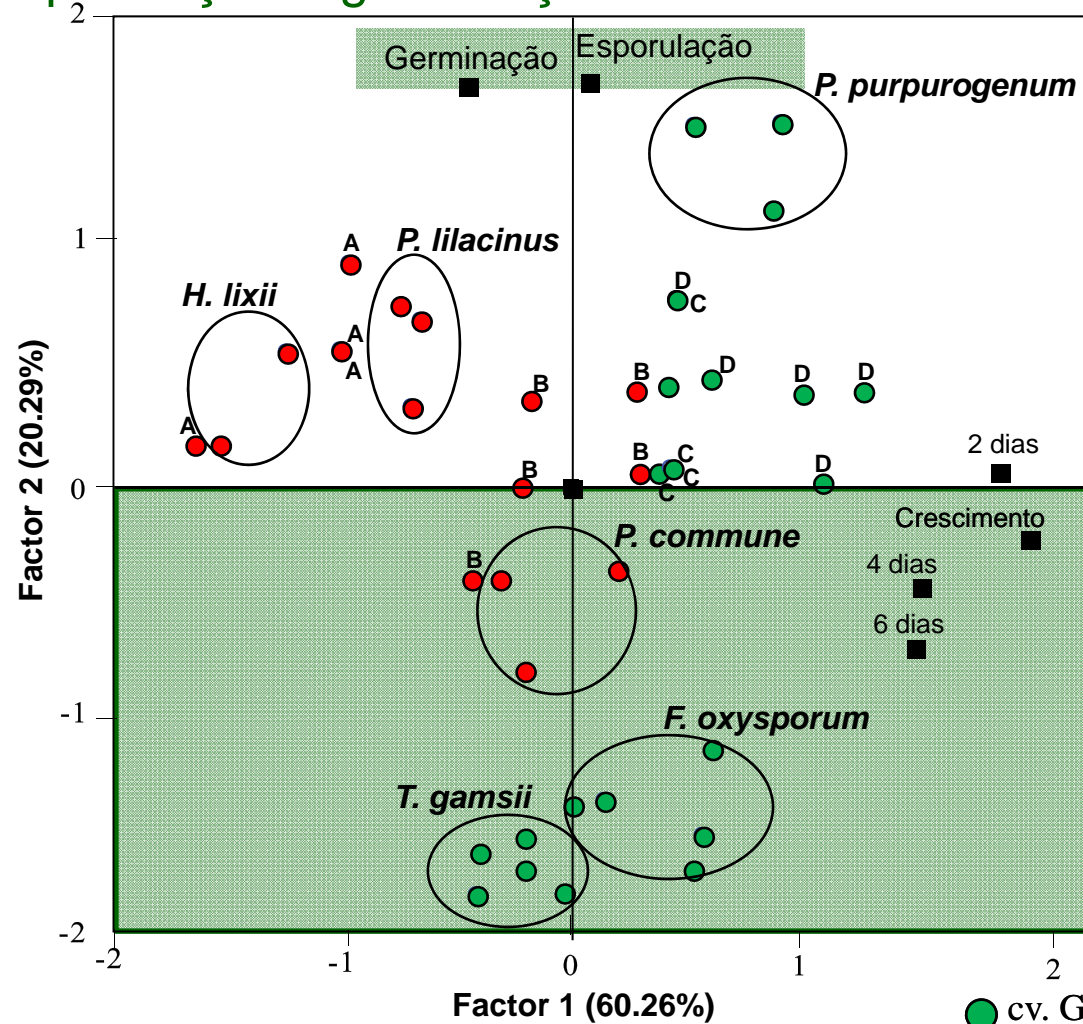 2
Germinação Esporulação
P. purpurogenum
1
A
P. lilacinus
H. lixii
D
C
A
A
B
B
D
D
D
A
B
B
C
C
C
D
2 dias
0
Crescimento
P. commune
B
4 dias
6 dias
-1
F. oxysporum
T. gamsii
-2
-2
-1
0
1
2
Factor 1 (60.26%)
Factor 2 (20.29%)
cv. G